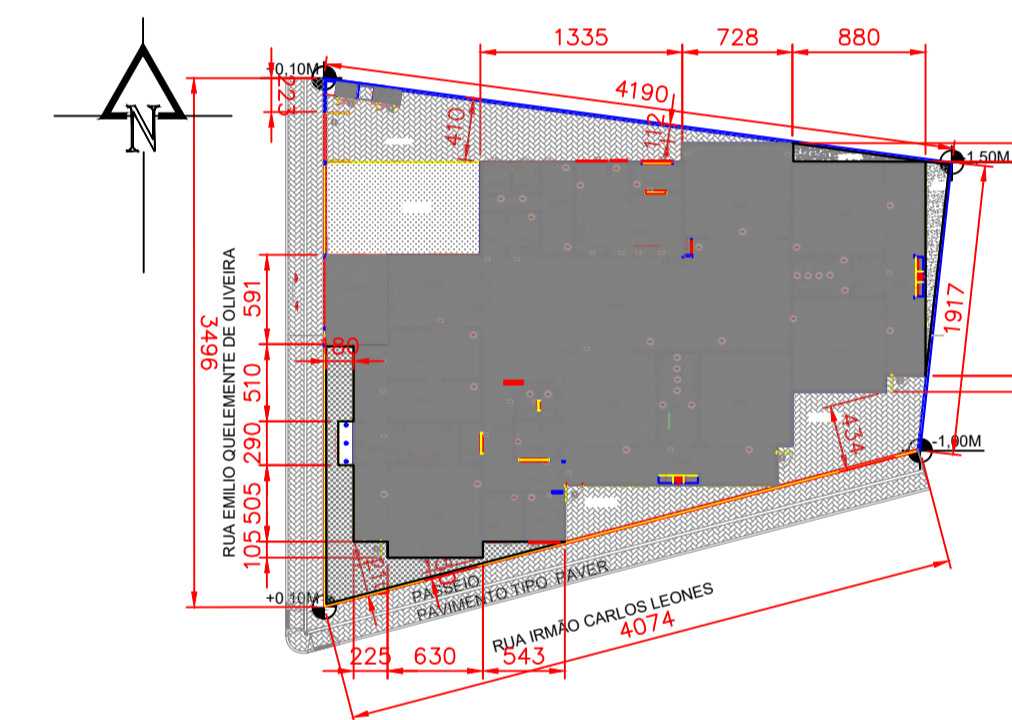 1335
728
880
+0,10M
4190
223
410
112
-1,50M
N
RUA EMILIO QUELEMENTE DE OLIVEIRA
3496
591
180
510
290
505
105
1917
434
-1,00M
+0,10M
PASSEIO
PAVIMENTO TIPO PAVER
RUA IRMÃO CARLOS LEONES
4074
225
630
543